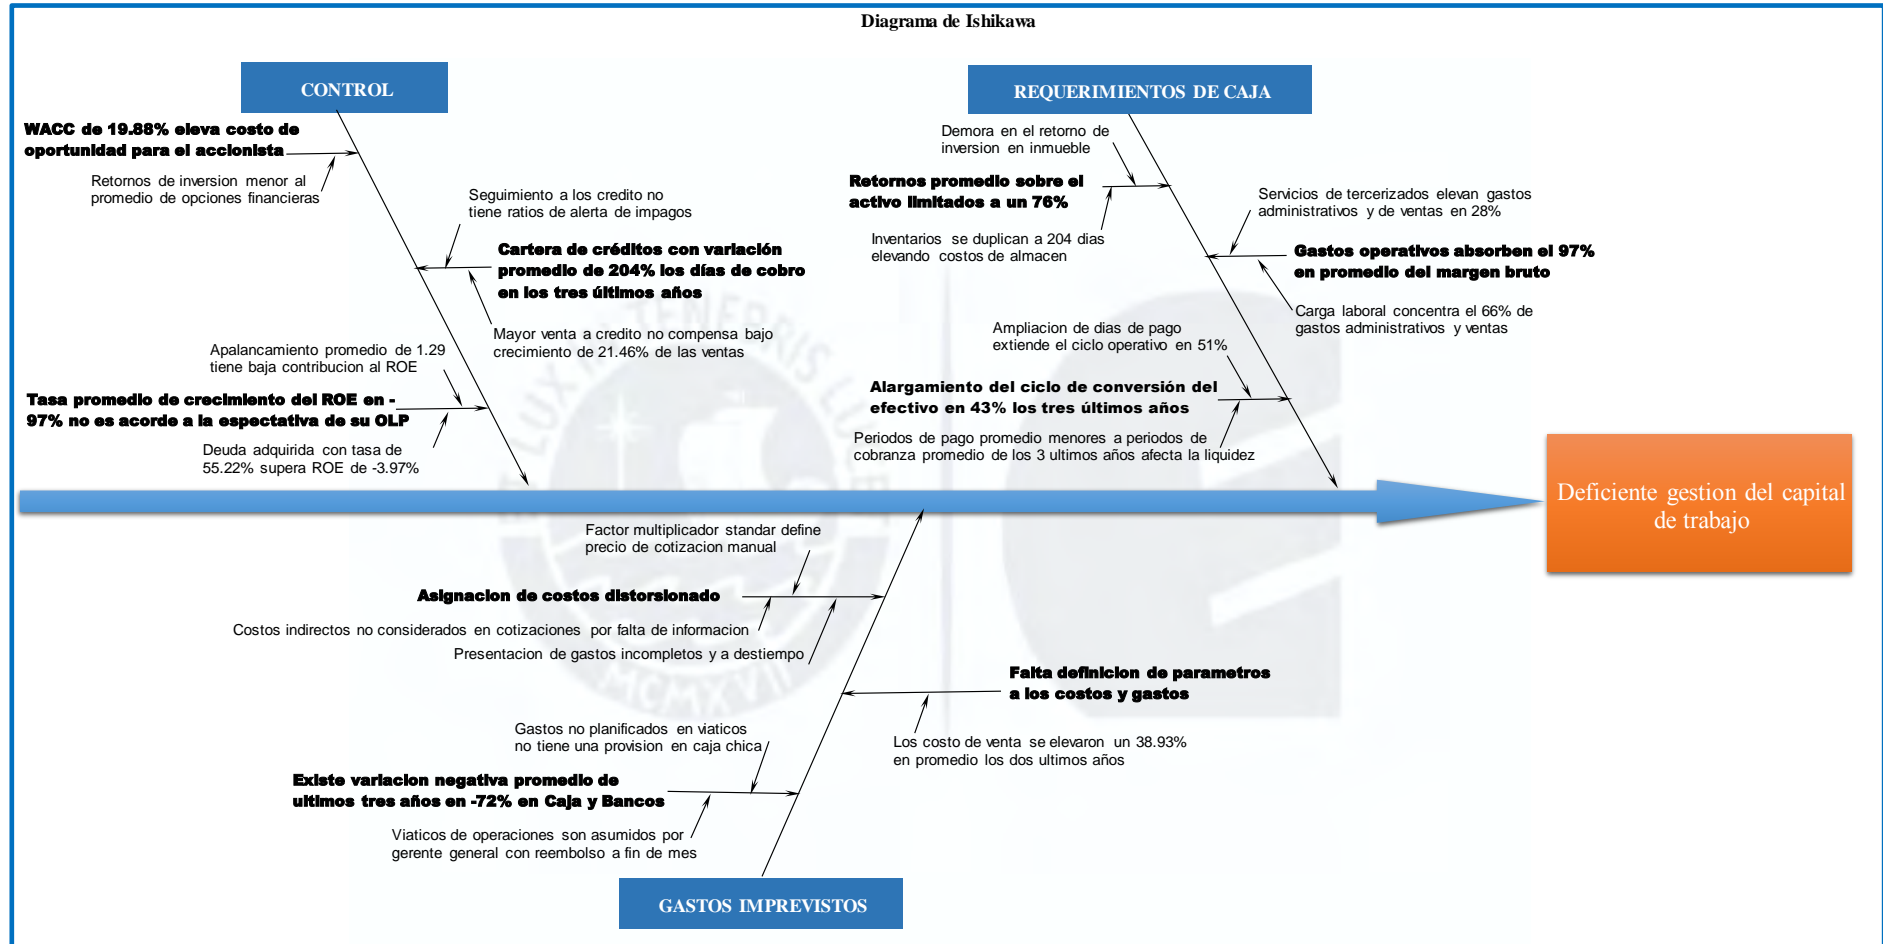 Diagrama de Ishikawa
CONTROL
REQUERIMIENTOS DE CAJA
WACC de 19.88% eleva costo de
oportunidad para el accionista
Retornos de inversion menor al
promedio de opciones financieras
Seguimiento a los credito no
tiene ratios de alerta de impagos
Cartera de créditos con variación
promedio de 204% los días de cobro
en los tres últimos años
Mayor venta a credito no compensa bajo
crecimiento de 21.46% de las ventas
Apalancamiento promedio de 1.29
tiene baja contribucion al ROE
Tasa promedio de crecimiento del ROE en -
97% no es acorde a la espectativa de su OLP
Deuda adquirida con tasa de
55.22% supera ROE de -3.97%
Demora en el retorno de
inversion en inmueble
Retornos promedio sobre el
activo limitados a un 76%
Inventarios se duplican a 204 dias
elevando costos de almacen
Servicios de tercerizados elevan gastos
administrativos y de ventas en 28%
Gastos operativos absorben el 97%
en promedio del margen bruto
Carga laboral concentra el 66% de
gastos administrativos y ventas
Ampliacion de dias de pago
extiende el ciclo operativo en 51%
Alargamiento del ciclo de conversión del
efectivo en 43% los tres últimos años
Periodos de pago promedio menores a periodos de
cobranza promedio de los 3 ultimos años afecta la liquidez
Deficiente gestion del capital
de trabajo
Factor multiplicador standar define
precio de cotizacion manual
Asignacion de costos distorsionado
Costos indirectos no considerados en cotizaciones por falta de informacion
Presentacion de gastos incompletos y a destiempo
Falta definicion de parametros
a los costos y gastos
Los costo de venta se elevaron un 38.93%
en promedio los dos ultimos años
Gastos no planificados en viaticos
no tiene una provision en caja chica
Existe variacion negativa promedio de
ultimos tres años en -72% en Caja y Bancos
Viaticos de operaciones son asumidos por
gerente general con reembolso a fin de mes
GASTOS IMPREVISTOS
MCMXVII